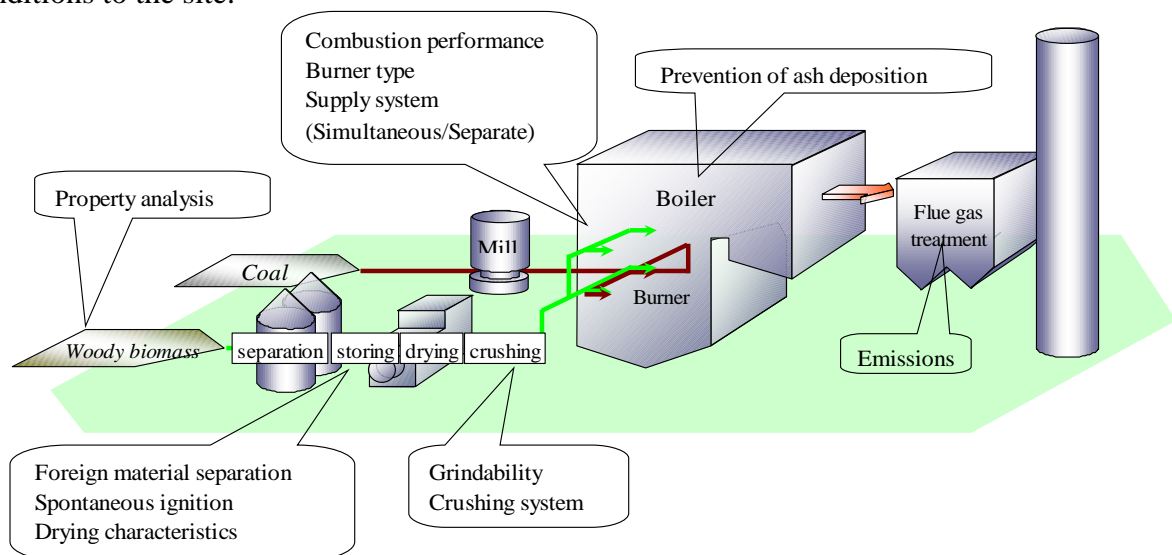 nditions to the site.
Combustion performance
Burner type
Supply system
(Simultaneous/Separate)
Prevention of ash deposition
Property analysis
Boiler
Flue gas
treatment
Mill
Coal
Burner
Woody biomass
separation
storing
drying
crushing
Emissions
Foreign material separation
Spontaneous ignition
Drying characteristics
Grindability
Crushing system